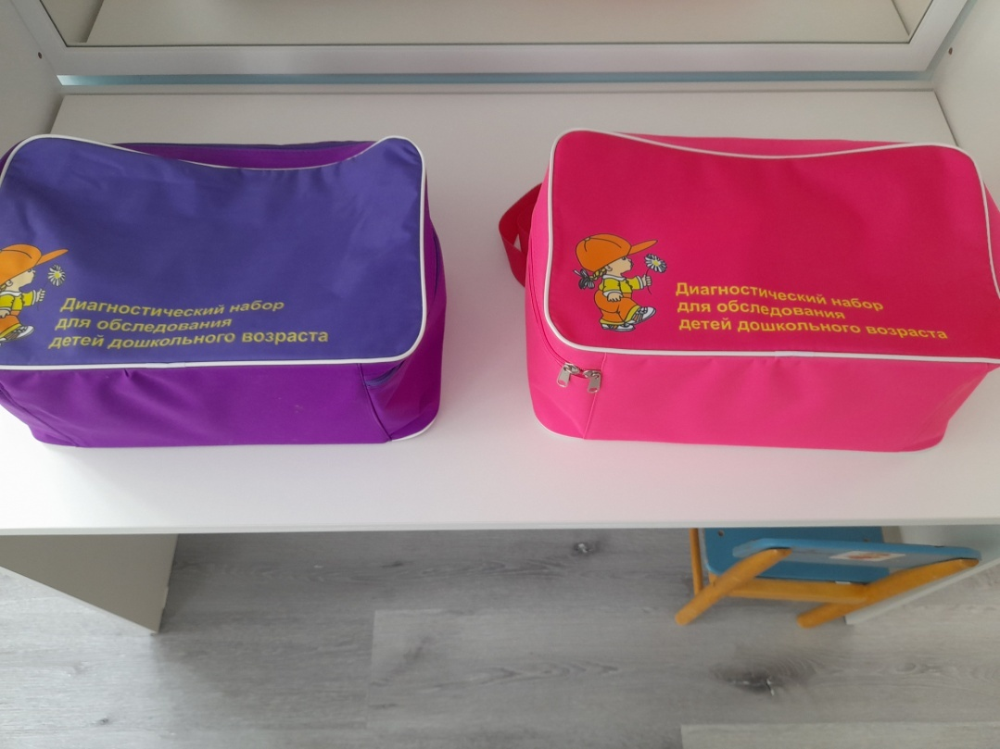 Диагностический набор
для обследования
детей дошкольного возраста
Диагностический набор
для обследования
детей дошкольного возраста